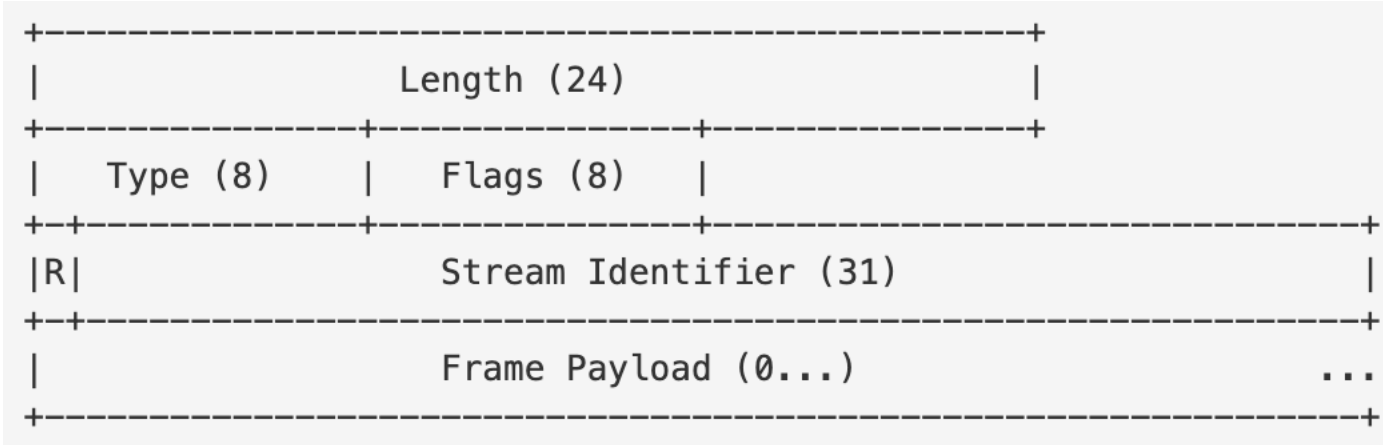 +-----------------------------------------------+
|                 Length (24)                   |
+---------------+---------------+---------------+
|   Type (8)    |   Flags (8)   |
+-+-------------+---------------+-------------------------------+
|R|                 Stream Identifier (31)                      |
+-+-------------------------------------------------------------+
|                   Frame Payload (0...)                      ...
+---------------------------------------------------------------+